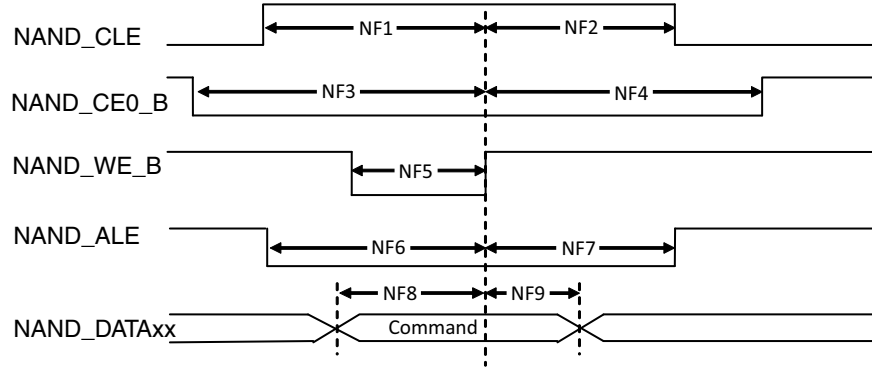 NAND_CLE NF1 NF2
NAND_CE0_B NF3 NF4
NAND_WE_B NF5
NAND_ALE NF6 NF7
NF8 NF9
NAND_DATAxx Command